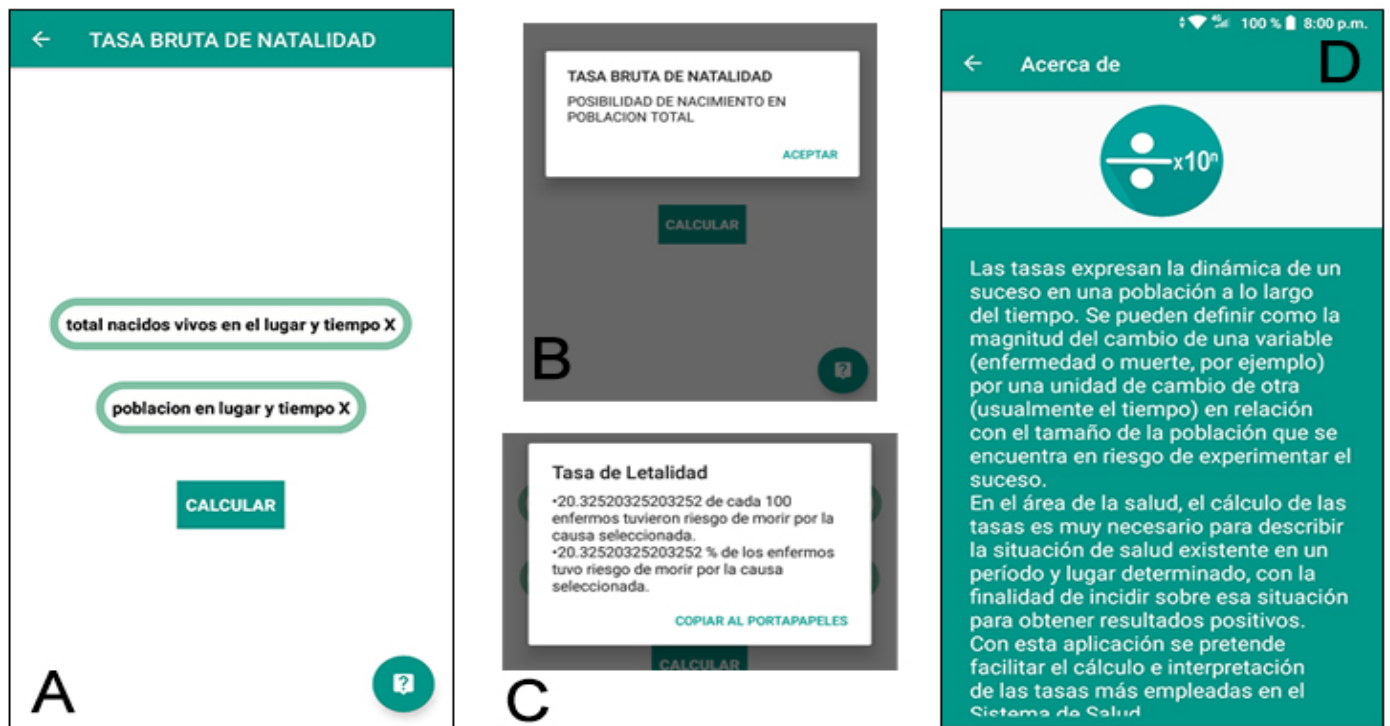 TASA BRUTA DE NATALIDAD
total nacidos vivos en el lugar y tiempo X
poblacion en lugar y tiempo X
CALCULAR
A
TASA BRUTA DE NATALIDAD
POSIBILIDAD DE NACIMIENTO EN
POBLACION TOTAL
ACEPTAR
CALCULAR
B
Tasa de Letalidad
•20.32520325203252 de cada 100
enfermos tuvieron riesgo de morir por la
causa seleccionada.
•20.32520325203252 % de los enfermos
tuvo riesgo de morir por la causa
seleccionada.
COPIAR AL PORTAPAPELES
CALCULAR
C
4G 100 % 8:00 p.m.
Acerca de
D
x10ⁿ
Las tasas expresan la dinámica de un
suceso en una población a lo largo
del tiempo. Se pueden definir como la
magnitud del cambio de una variable
(enfermedad o muerte, por ejemplo)
por una unidad de cambio de otra
(usualmente el tiempo) en relación
con el tamaño de la población que se
encuentra en riesgo de experimentar el
suceso.
En el área de la salud, el cálculo de las
tasas es muy necesario para describir
la situación de salud existente en un
período y lugar determinado, con la
finalidad de incidir sobre esa situación
para obtener resultados positivos.
Con esta aplicación se pretende
facilitar el cálculo e interpretación
de las tasas más empleadas en el
Sistema de Salud